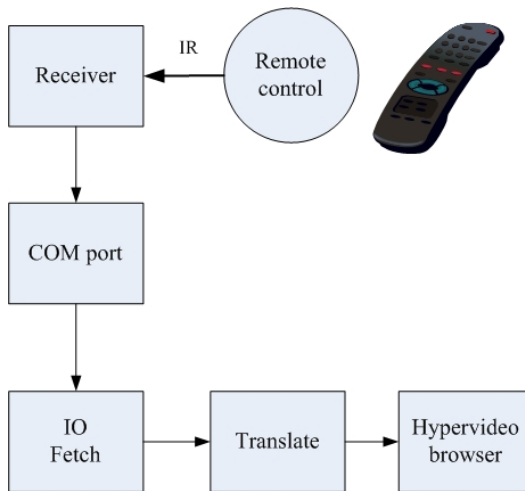 IR
Receiver
Remote
control
COM port
IO
Fetch
Translate
Hypervideo
browser